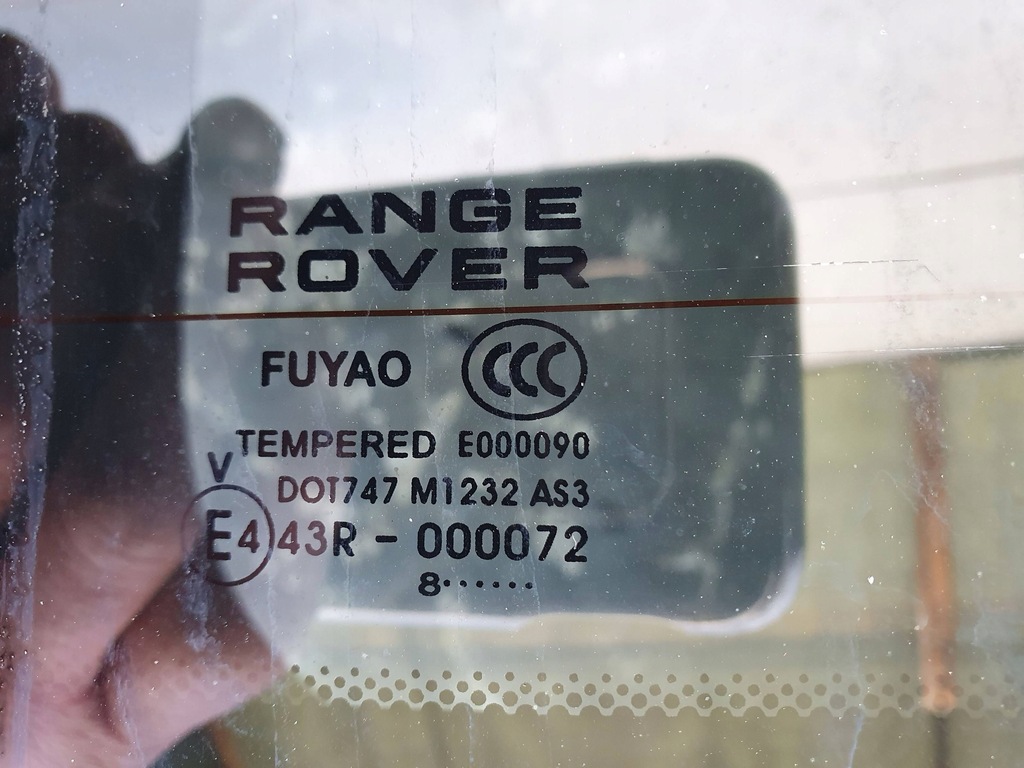 RANGE
ROVER
FUYAO CCC
TEMPERED E000090
V
DOT747 M1232 AS3
E4 43R - 000072
8......